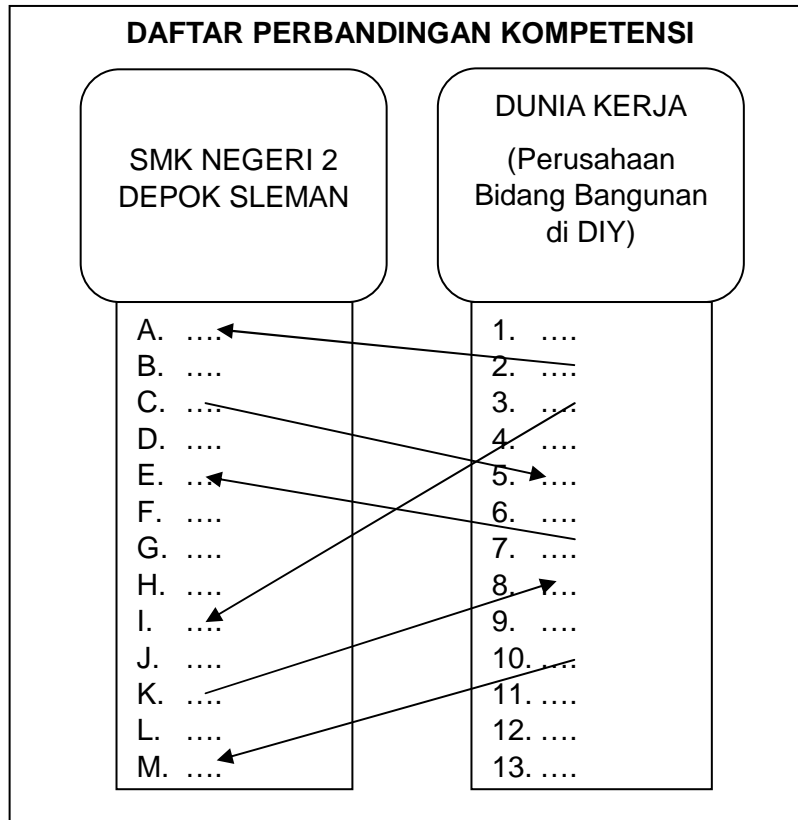 DAFTAR PERBANDINGAN KOMPETENSI
SMK NEGERI 2
DEPOK SLEMAN
DUNIA KERJA
(Perusahaan
Bidang Bangunan
di DIY)
A. ….
B. ….
C. ….
D. ….
E. ….
F. ….
G. ….
H. ….
I. ….
J. ….
K. ….
L. ….
M. ….
1. ….
2. ….
3. ….
4. ….
5. ….
6. ….
7. ….
8. ….
9. ….
10. ….
11. ….
12. ….
13. ….